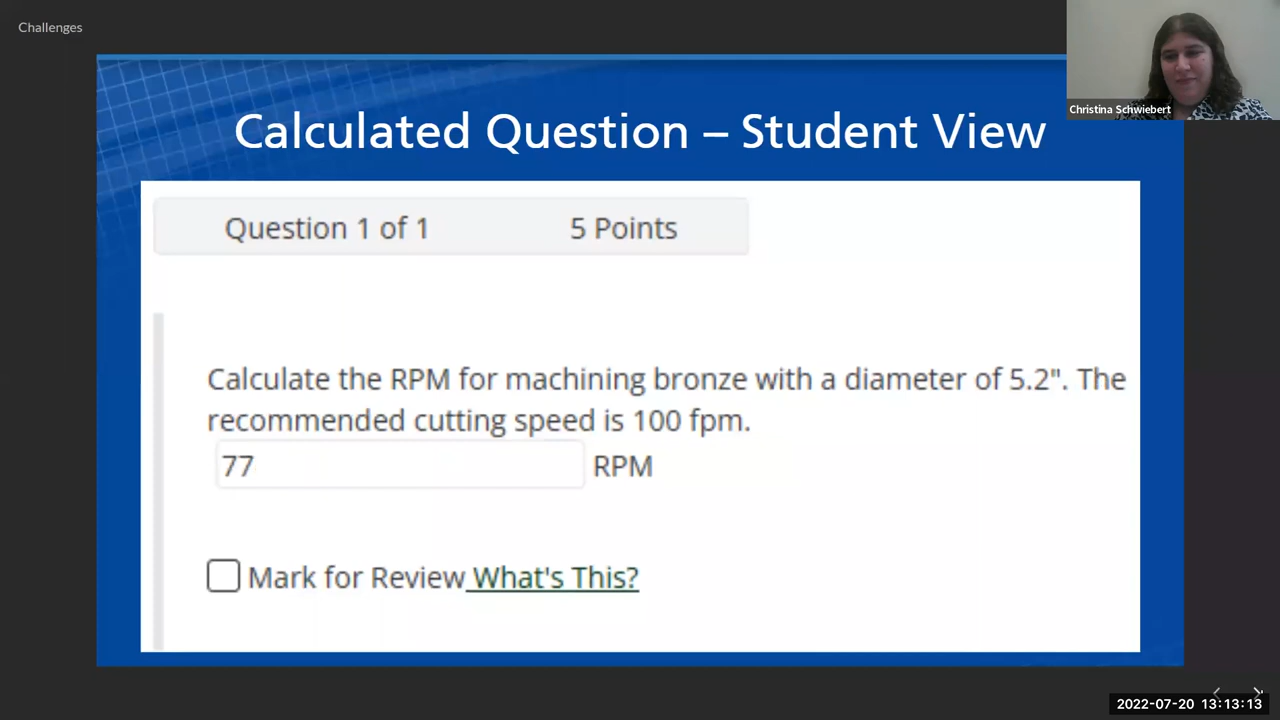 Challenges
Christina Schwiebert
Calculated Question – Student View
Question 1 of 1 5 Points
Calculate the RPM for machining bronze with a diameter of 5.2". The
recommended cutting speed is 100 fpm.
77 RPM
Mark for Review What's This?
2022-07-20 13:13:13